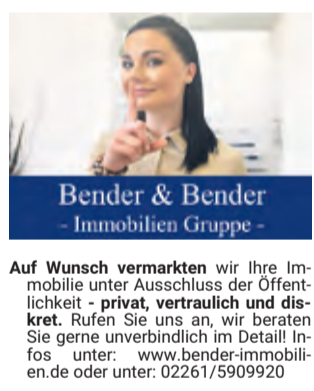 Bender & Bender
- Immobilien Gruppe -
Auf Wunsch vermarkten wir Ihre Im-
mobilie unter Ausschluss der Öffent-
lichkeit - privat, vertraulich und dis-
kret. Rufen Sie uns an, wir beraten
Sie gerne unverbindlich im Detail! In-
fos unter: www.bender-immobili-
en.de oder unter: 02261/5909920